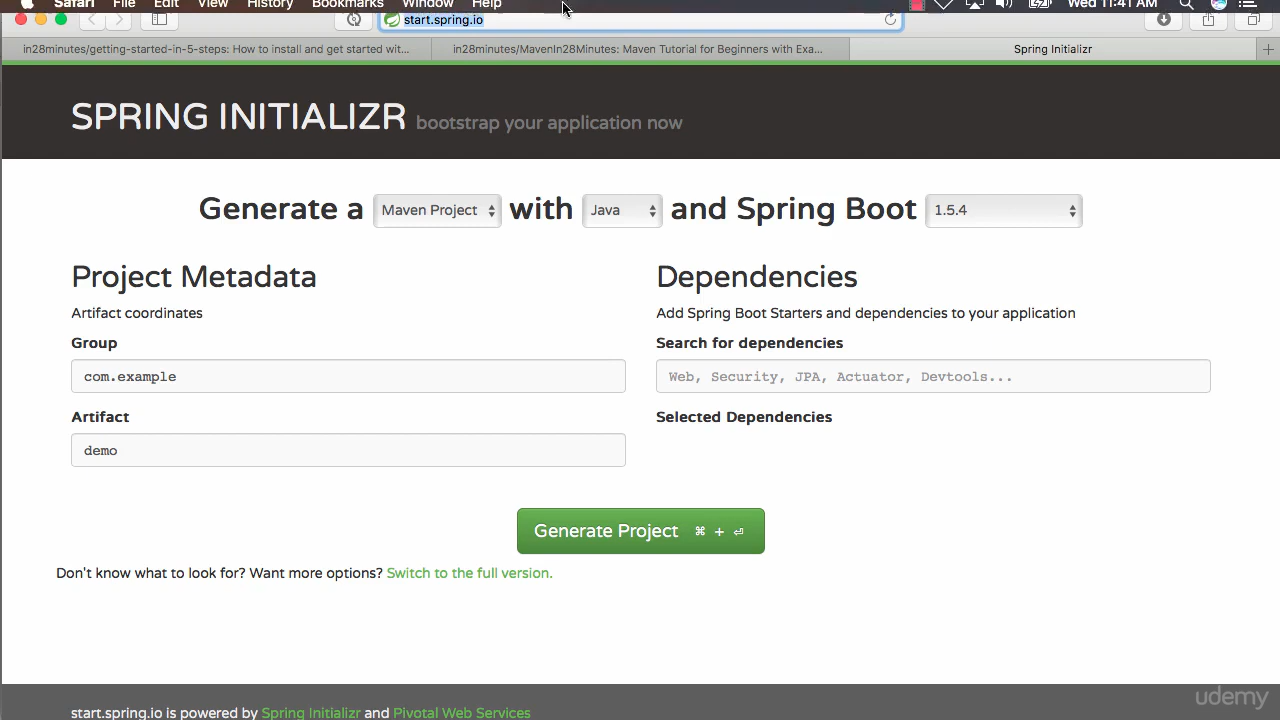 Safari File Edit View History Bookmarks Window Help Wed 11:41 AM
start.spring.io
in28minutes/getting-started-in-5-steps: How to install and get started wit... in28minutes/MavenIn28Minutes: Maven Tutorial for Beginners with Exa... Spring Initializr
SPRING INITIALIZR bootstrap your application now
Generate a Maven Project with Java and Spring Boot 1.5.4
Project Metadata
Artifact coordinates
Group
com.example
Artifact
demo
Dependencies
Add Spring Boot Starters and dependencies to your application
Search for dependencies
Web, Security, JPA, Actuator, Devtools...
Selected Dependencies
Generate Project ⌘ + ⏎
Don't know what to look for? Want more options? Switch to the full version.
start.spring.io is powered by Spring Initializr and Pivotal Web Services
udemy